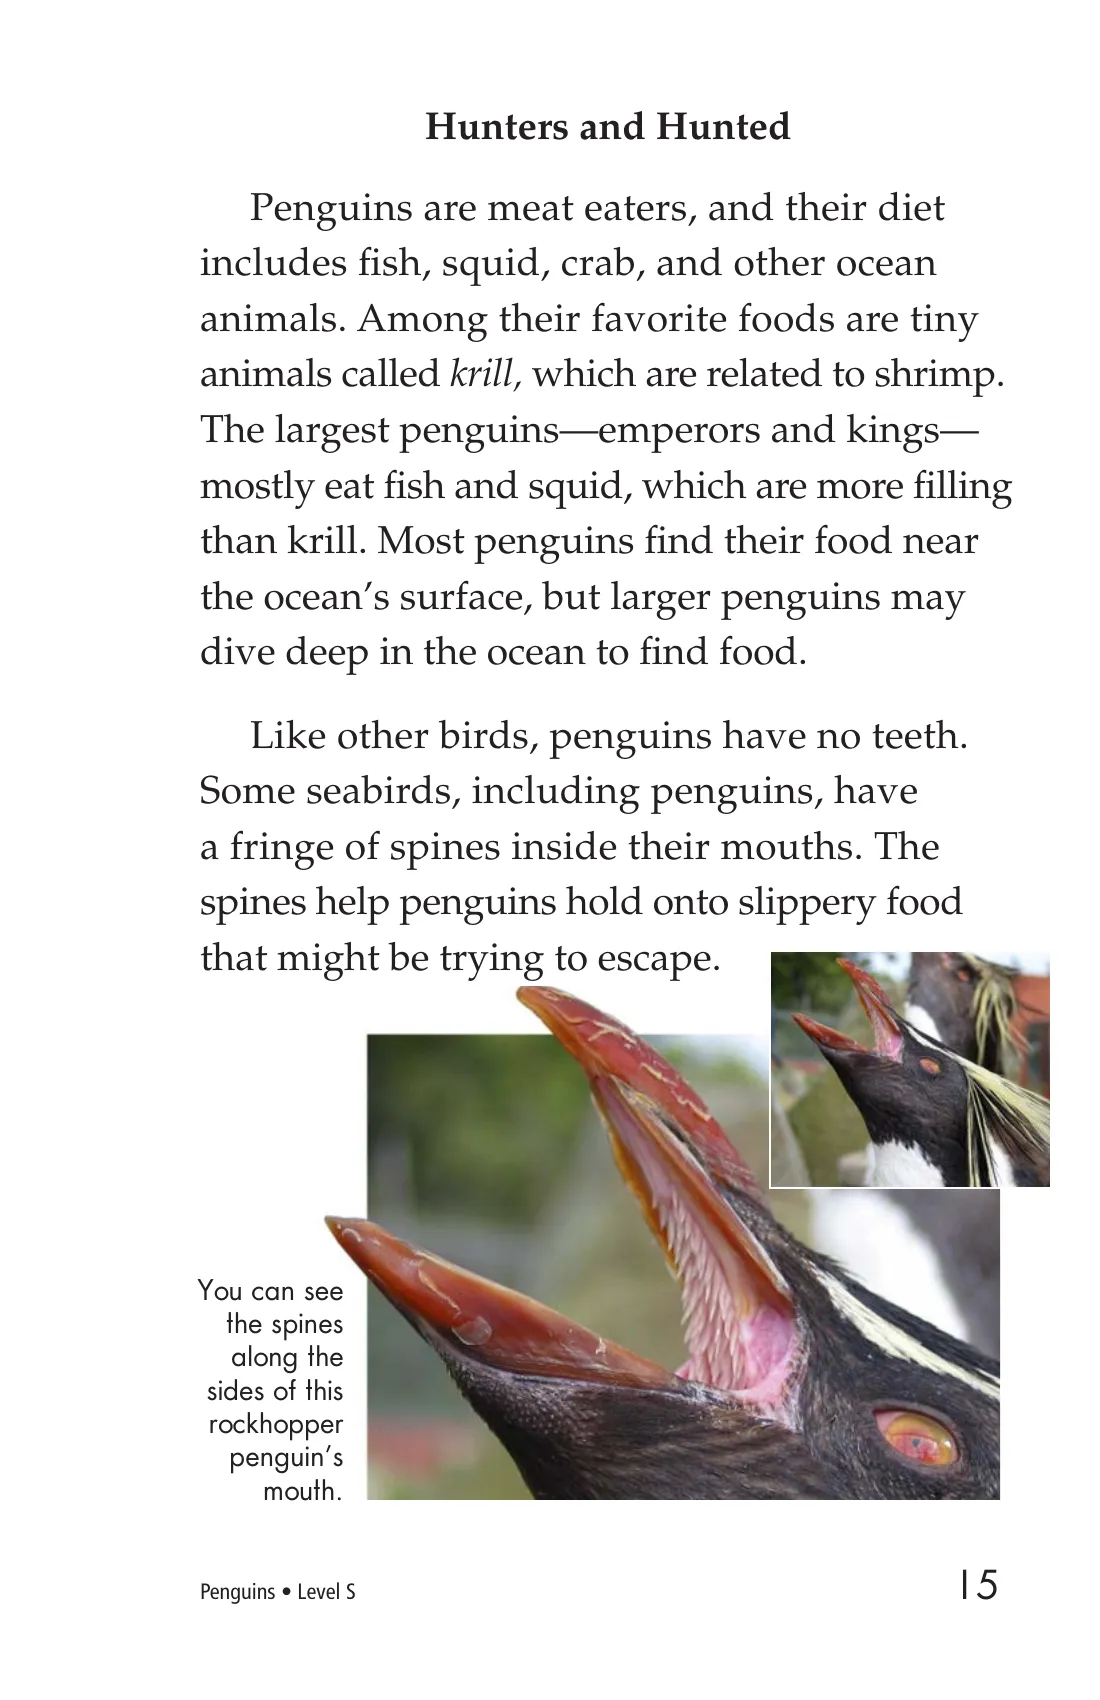 Hunters and Hunted
Penguins are meat eaters, and their diet
includes fish, squid, crab, and other ocean
animals. Among their favorite foods are tiny
animals called krill, which are related to shrimp.
The largest penguins—emperors and kings—
mostly eat fish and squid, which are more filling
than krill. Most penguins find their food near
the ocean’s surface, but larger penguins may
dive deep in the ocean to find food.
Like other birds, penguins have no teeth.
Some seabirds, including penguins, have
a fringe of spines inside their mouths. The
spines help penguins hold onto slippery food
that might be trying to escape.
You can see
the spines
along the
sides of this
rockhopper
penguin’s
mouth.
Penguins • Level S
15